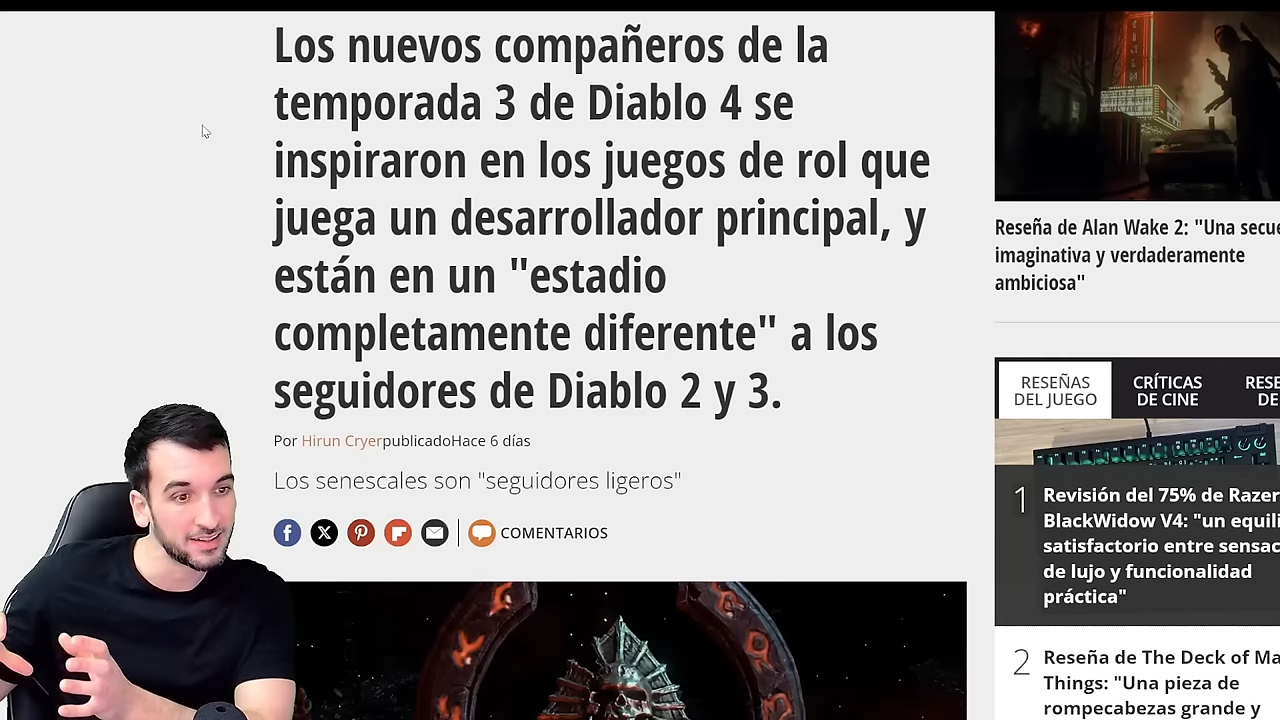 Los nuevos compañeros de la
temporada 3 de Diablo 4 se
inspiraron en los juegos de rol que
juega un desarrollador principal, y
están en un "estadio
completamente diferente" a los
seguidores de Diablo 2 y 3.
Por Hirun CryerpublicadoHace 6 días
Los senescales son "seguidores ligeros"
COMENTARIOS
Reseña de Alan Wake 2: "Una secue
imaginativa y verdaderamente
ambiciosa"
RESEÑAS
DEL JUEGO
CRÍTICAS
DE CINE
RESE
DE
1
Revisión del 75% de Razer
BlackWidow V4: "un equili
satisfactorio entre sensac
de lujo y funcionalidad
práctica"
2
Reseña de The Deck of Ma
Things: "Una pieza de
rompecabezas grande y